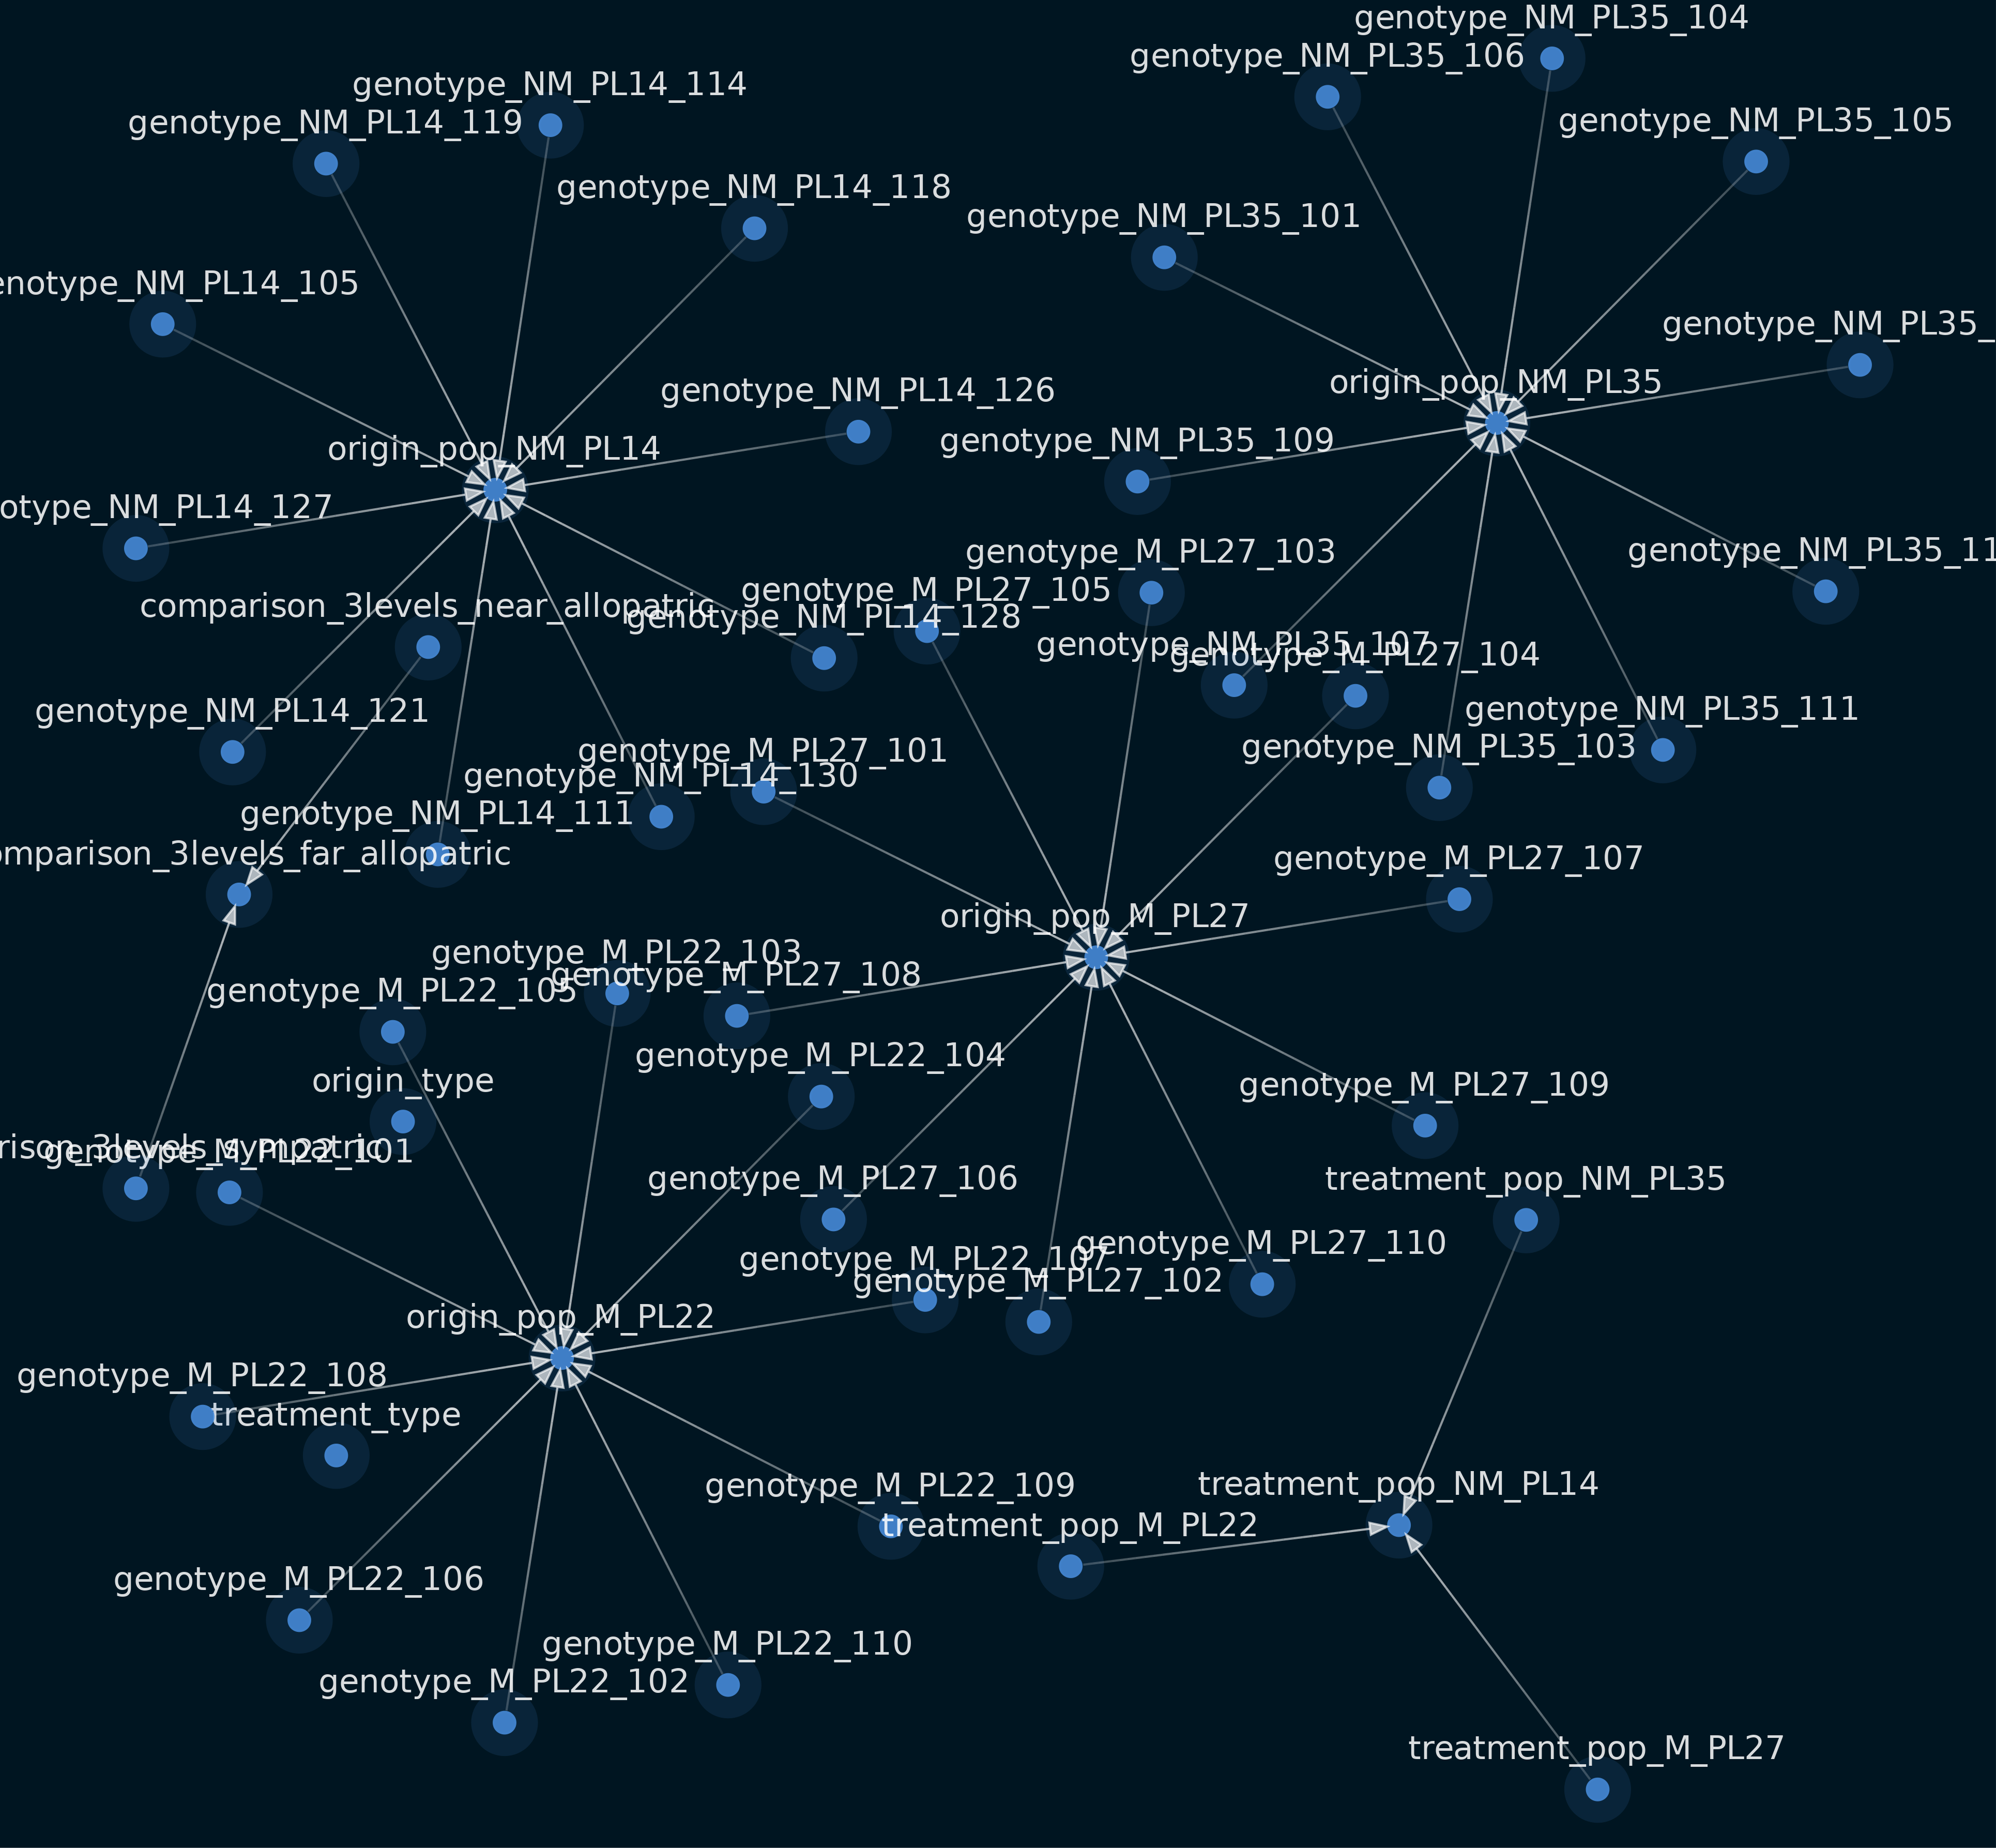 genotype_NM_PL35_104
genotype_NM_PL35_106
genotype_NM_PL14_114
genotype_NM_PL14_119
genotype_NM_PL35_105
genotype_NM_PL14_118
genotype_NM_PL35_101
enotype_NM_PL14_105
genotype_NM_PL35_
origin_pop_NM_PL35
genotype_NM_PL14_126
genotype_NM_PL35_109
origin_pop_NM_PL14
otype_NM_PL14_127
genotype_M_PL27_103
genotype_NM_PL35_11
genotype_M_PL27_105
comparison_3levels_near_allopatric
genotype_NM_PL14_128
genotype_NM_PL35_107
genotype_M_PL27_104
genotype_NM_PL14_121
genotype_NM_PL35_111
genotype_NM_PL35_103
genotype_M_PL27_101
genotype_NM_PL14_130
genotype_NM_PL14_111
omparison_3levels_far_allopatric
genotype_M_PL27_107
origin_pop_M_PL27
genotype_M_PL22_103
genotype_M_PL27_108
genotype_M_PL22_105
genotype_M_PL22_104
origin_type
genotype_M_PL27_109
rison_3levels_sympatric
genotype_M_PL22_101
genotype_M_PL27_106
treatment_pop_NM_PL35
genotype_M_PL27_110
genotype_M_PL22_107
genotype_M_PL27_102
origin_pop_M_PL22
genotype_M_PL22_108
treatment_type
genotype_M_PL22_109
treatment_pop_NM_PL14
treatment_pop_M_PL22
genotype_M_PL22_106
genotype_M_PL22_110
genotype_M_PL22_102
treatment_pop_M_PL27